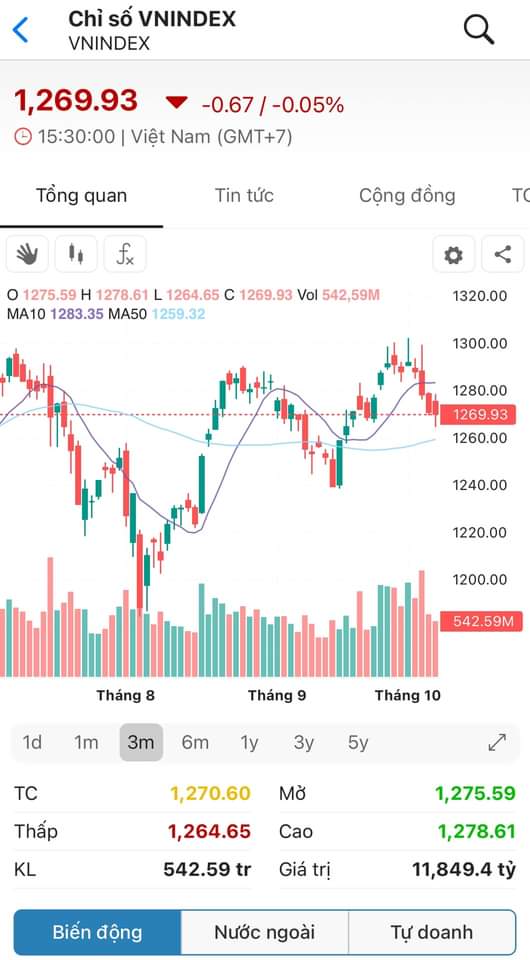 Chỉ số VNINDEX
VNINDEX
1,269.93 -0.67 / -0.05%
15:30:00 | Việt Nam (GMT+7)
Tổng quan Tin tức Cộng đồng
fx
O 1275.59 H 1278.61 L 1264.65 C 1269.93 Vol 542,59M
MA10 1283.35 MA50 1259.32
1320.00
1300.00
1280.00
1269.93
1260.00
1240.00
1220.00
1200.00
542.59M
Tháng 8 Tháng 9 Tháng 10
1d 1m 3m 6m 1y 3y 5y
TC 1,270.60 Mở 1,275.59
Thấp 1,264.65 Cao 1,278.61
KL 542.59 tr Giá trị 11,849.4 tỷ
Biến động Nước ngoài Tự doanh